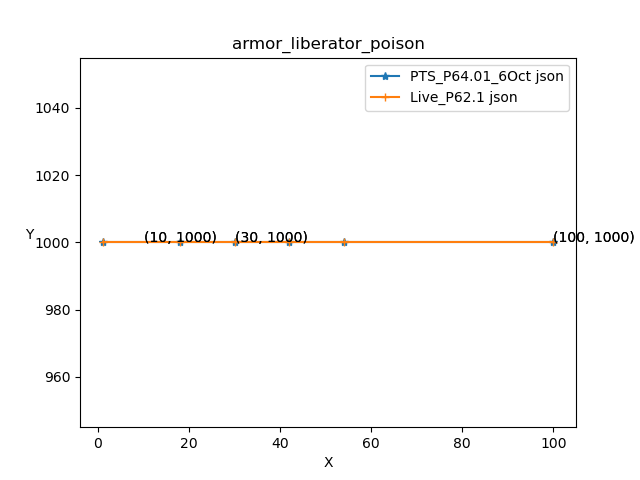 armor_liberator_poison
PTS_P64.01_6Oct json
Live_P62.1 json
1040
1020
1000
980
960
Y
(10, 1000)
(30, 1000)
(100, 1000)
0
20
40
60
80
100
X